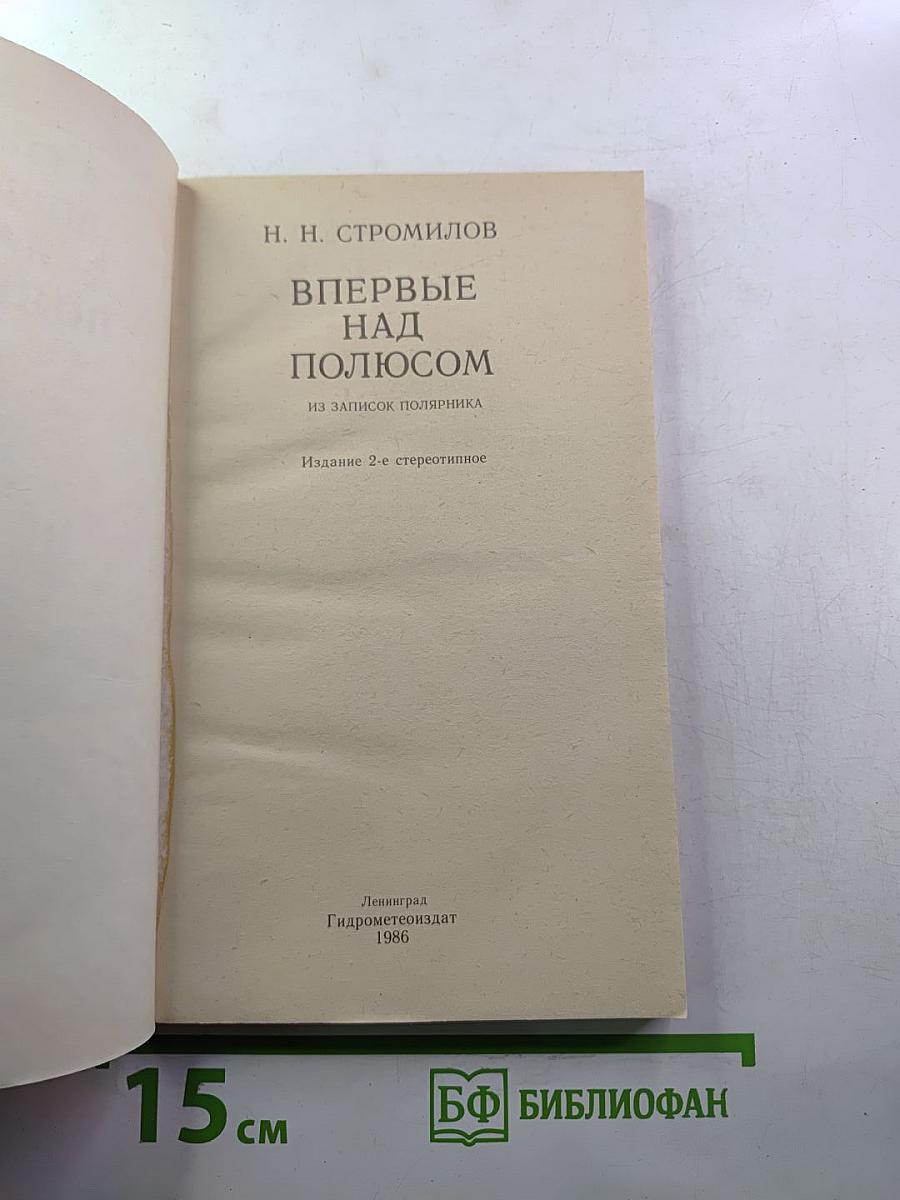 Н. Н. СТРОМИЛОВ
ВПЕРВЫЕ
НАД
ПОЛЮСОМ
ИЗ ЗАПИСОК ПОЛЯРНИКА
Издание 2-е стереотипное
Ленинград
Гидрометеоиздат
1986
15 см
БФ БИБЛИОФАН